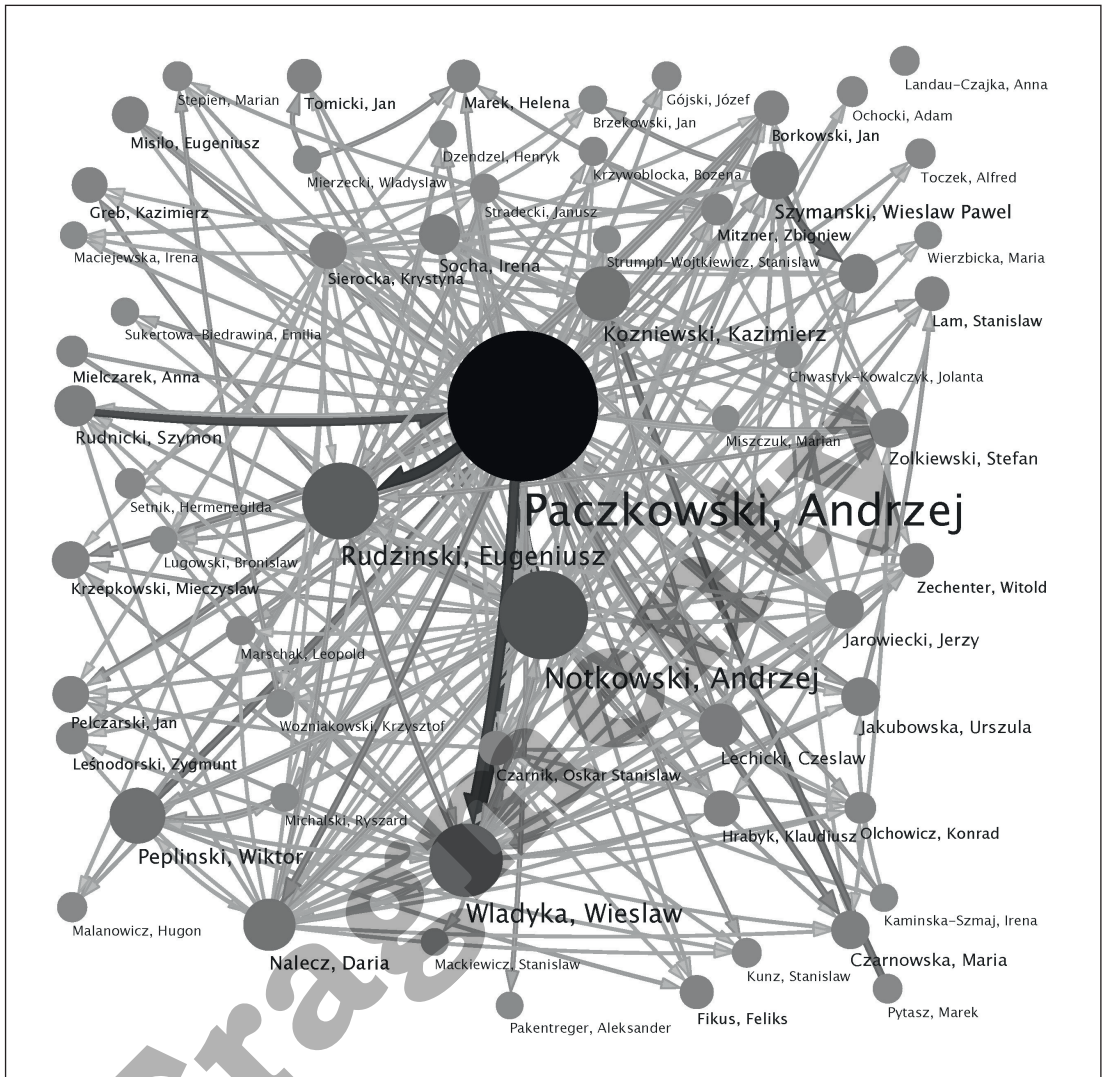 Landau-Czajka, Anna
Stepien, Marian
Tomicki, Jan
Marek, Helena
Gójski, Józef
Ochocki, Adam
Brzekowski, Jan
Borkowski, Jan
Misilo, Eugeniusz
Dzendzel, Henryk
Krzywoblocka, Bozena
Toczek, Alfred
Mierzecki, Wladyslaw
Greb, Kazimierz
Stradecki, Janusz
Szymanski, Wieslaw Pawel
Mitzner, Zbigniew
Maciejewska, Irena
Socha, Irena
Strumph-Wojtkiewicz, Stanislaw
Wierzbicka, Maria
Sierocka, Krystyna
Lam, Stanislaw
Sukertowa-Biedrawina, Emilia
Kozniewski, Kazimierz
Mielczarek, Anna
Chwastyk-Kowalczyk, Jolanta
Rudnicki, Szymon
Miszczuk, Marian
Zolkiewski, Stefan
Setnik, Hermenegilda
Paczkowski, Andrzej
Rudzinski, Eugeniusz
Lugowski, Bronislaw
Krzepkowski, Mieczyslaw
Zechenter, Witold
Jarowiecki, Jerzy
Marschak, Leopold
Notkowski, Andrzej
Pelczarski, Jan
Wozniakowski, Krzysztof
Jakubowska, Urszula
Leśnodorski, Zygmunt
Lechicki, Czeslaw
Czarnik, Oskar Stanislaw
Michalski, Ryszard
Hrabyk, Klaudiusz
Olchowicz, Konrad
Peplinski, Wiktor
Wladyka, Wieslaw
Kaminska-Szmaj, Irena
Malanowicz, Hugon
Nalecz, Daria
Mackiewicz, Stanislaw
Czarnowska, Maria
Kunz, Stanislaw
Pakentreger, Aleksander
Fikus, Feliks
Pytasz, Marek